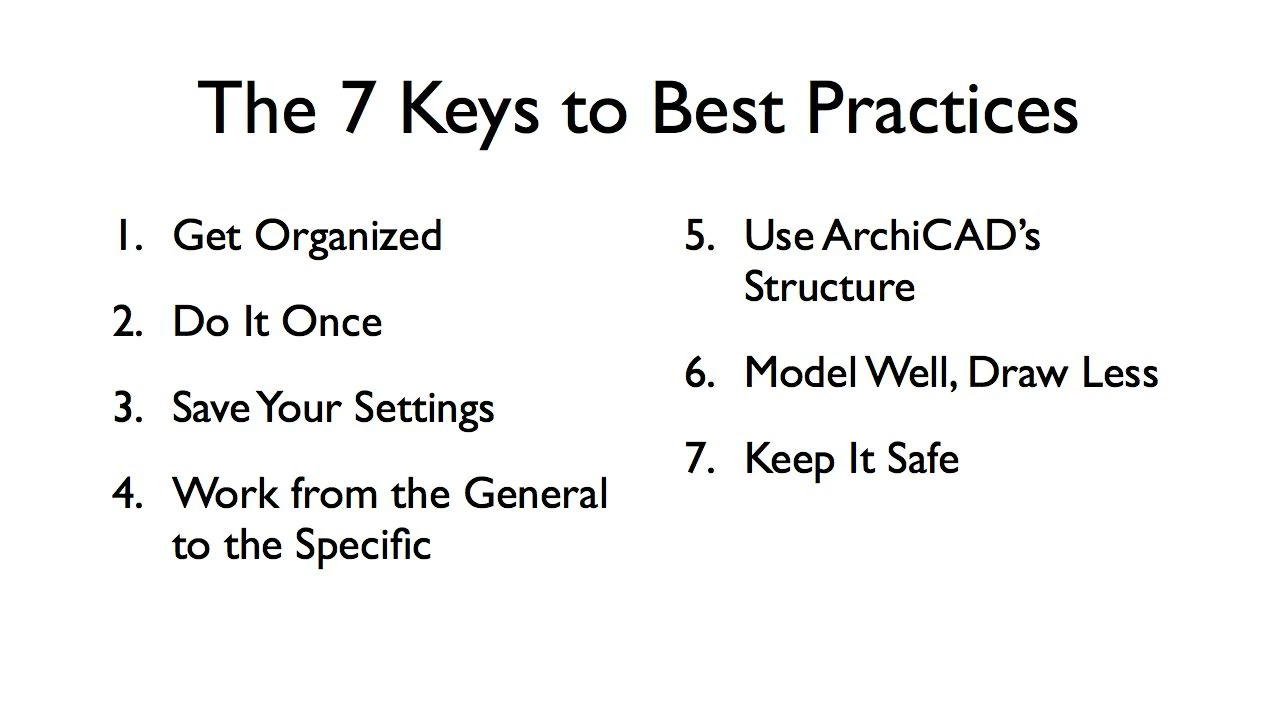 The 7 Keys to Best Practices
1. Get Organized
2. Do It Once
3. Save Your Settings
4. Work from the General
to the Specific
5. Use ArchiCAD’s
Structure
6. Model Well, Draw Less
7. Keep It Safe